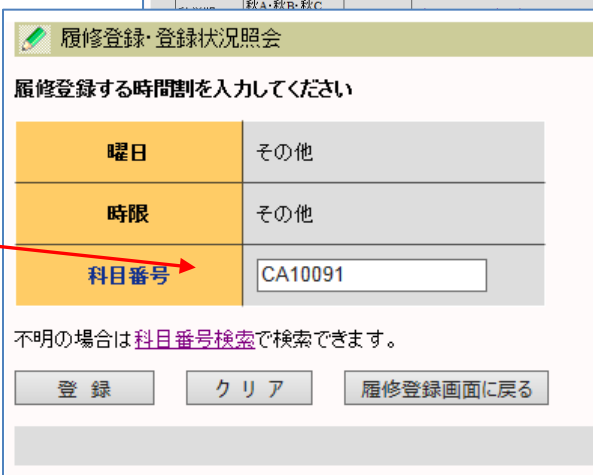 秋A・秋B・秋C
履修登録・登録状況照会
履修登録する時間割を入力してください
曜日 その他
時限 その他
科目番号 CA10091
不明の場合は科目番号検索で検索できます。
登 録 ク リ ア 履修登録画面に戻る